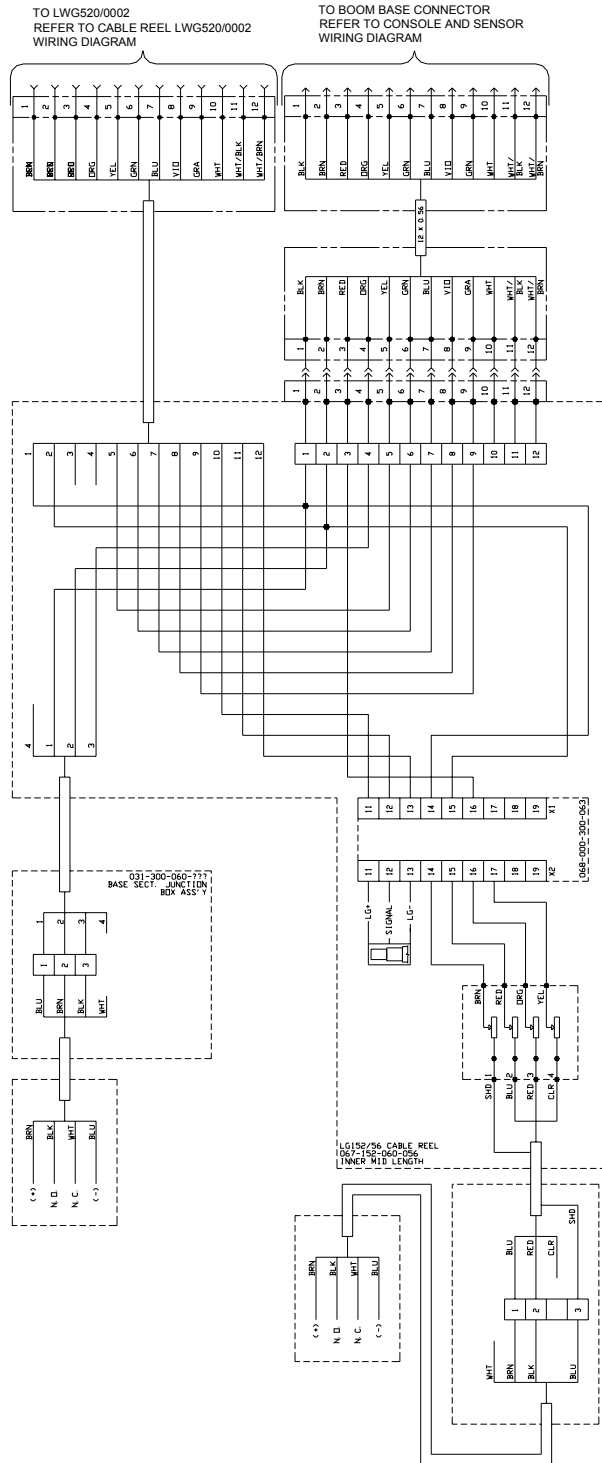 TO LWG520/0002
REFER TO CABLE REEL LWG520/0002
WIRING DIAGRAM
TO BOOM BASE CONNECTOR
REFER TO CONSOLE AND SENSOR
WIRING DIAGRAM
1 2 3 4 5 6 7 8 9 10 11 12
RED ORG YEL GRN BLU VIO GRA WHT WHT/BLK WHT/BRN
1 2 3 4 5 6 7 8 9 10 11 12
BLK BRN RED ORG YEL GRN BLU VIO GRA WHT WHT/BLK WHT/BRN
12 X 0.56
BLK BRN RED ORG YEL GRN BLU VIO GRA WHT WHT/BLK WHT/BRN
1 2 3 4 5 6 7 8 9 10 11 12
1 2 3 4 5 6 7 8 9 10 11 12
1 2 3 4 5 6 7 8 9 10 11 12
1 2 3 4 5 6 7 8 9 10 11 12
4 1 2 3
11 12 13 14 15 16 17 18 19 X1
068-000-300-063
11 12 13 14 15 16 17 18 19 X2
LG+
SIGNAL
LG-
031-300-060-???
BASE SECT. JUNCTION
BOX ASS'Y
1 2 3 4
1 2 3
BLU BRN BLK WHT
BRN RED ORG YEL
1 2 3 4
SHD BLU RED CLR
BRN BLK WHT BLU
(+) N.O. N.C. (-)
LG152/56 CABLE REEL
067-152-060-056
INNER MID LENGTH
BRN BLK WHT BLU
(+) N.O. N.C. (-)
BLU RED CLR SHD
1 2 3
WHT BRN BLK BLU